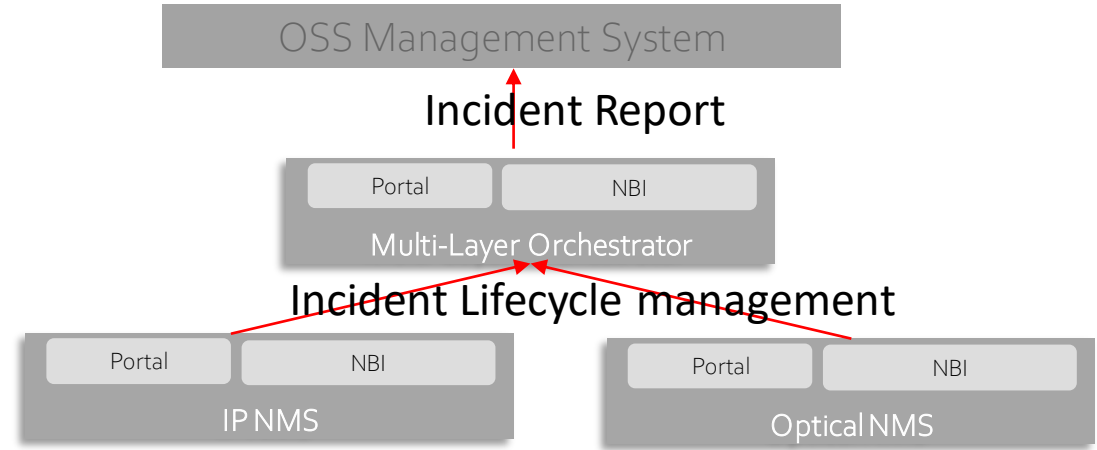 OSS Management System
Incident Report
Portal
NBI
Multi-Layer Orchestrator
Incident Lifecycle management
Portal
NBI
IP NMS
Portal
NBI
Optical NMS